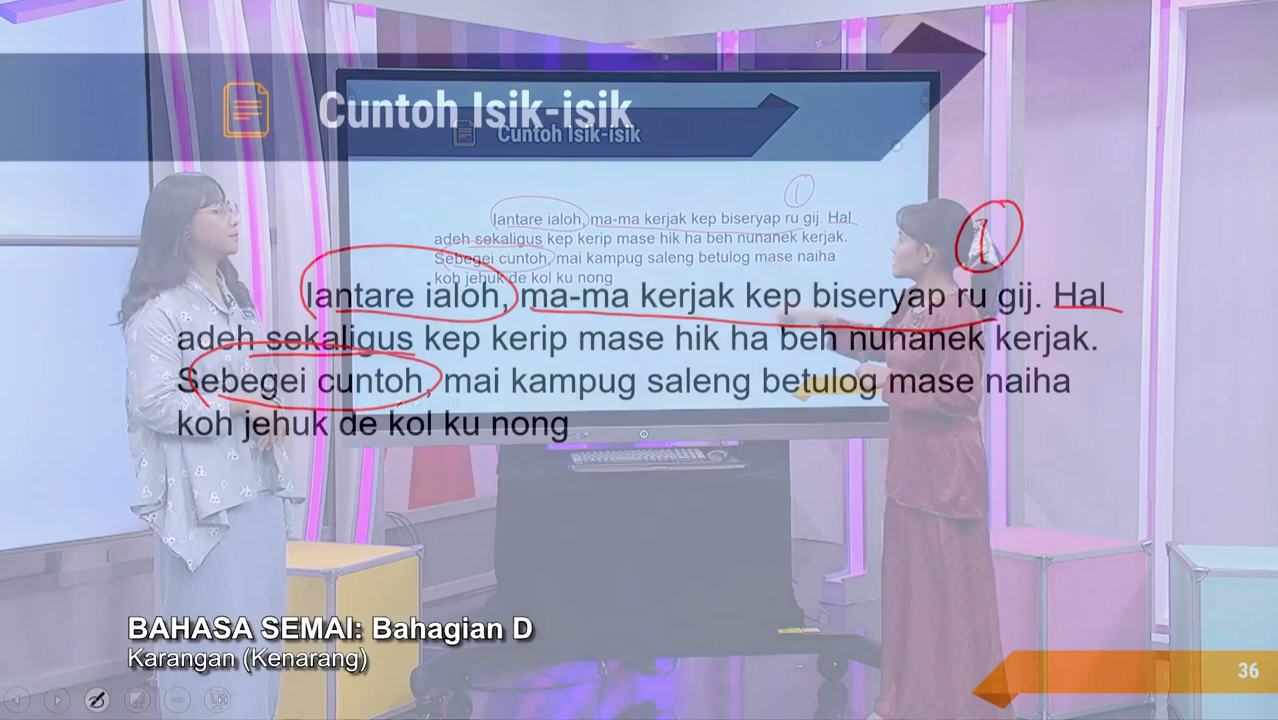 Cuntoh Isik-isik
Iantare ialoh, ma-ma kerjak kep biseryap ru gij. Hal
adeh sekaligus kep kerip mase hik ha beh nunanek kerjak.
Sebegei cuntoh, mai kampug saleng betulog mase naiha
koh jehuk de kol ku nong
Cuntoh Isik-isik
1
Iantare ialoh, ma-ma kerjak kep biseryap ru gij. Hal
adeh sekaligus kep kerip mase hik ha beh nunanek kerjak.
Sebegei cuntoh, mai kampug saleng betulog mase naiha
koh jehuk de kol ku nong
1
BAHASA SEMAI: Bahagian D
Karangan (Kenarang)
36